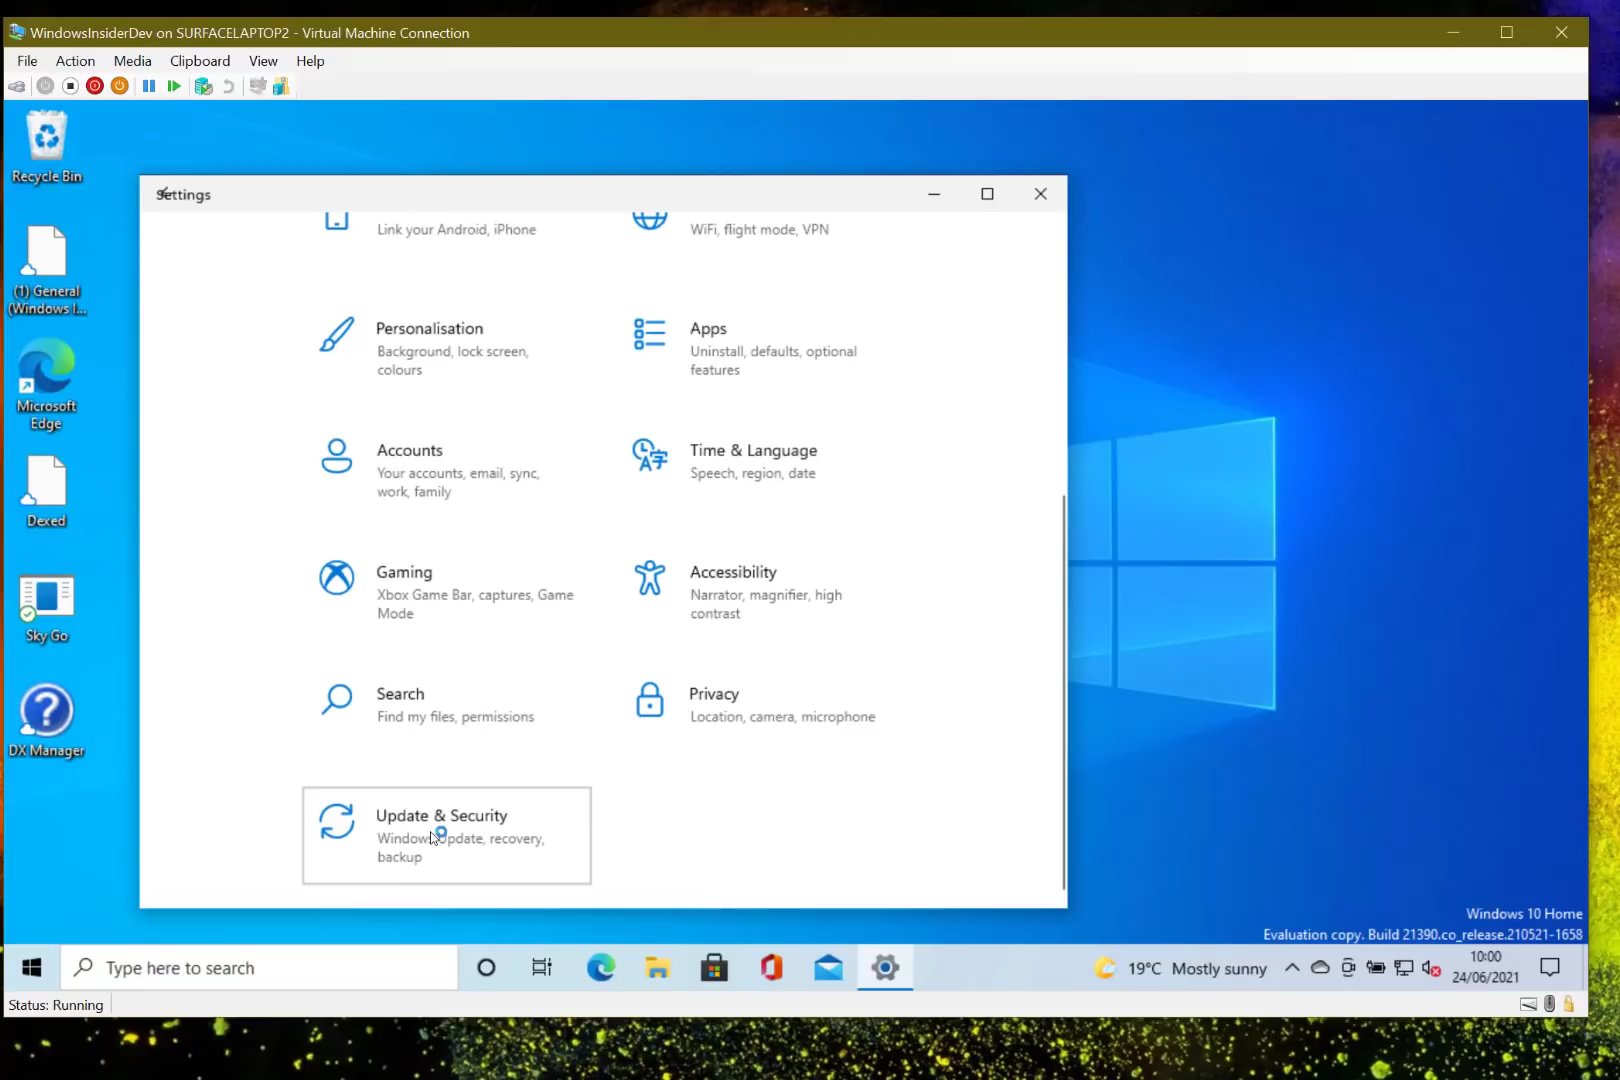 WindowsInsiderDev on SURFACELAPTOP2 - Virtual Machine Connection
File Action Media Clipboard View Help
Recycle Bin
(1) General
(Windows I...
Microsoft
Edge
Dexed
Sky Go
DX Manager
Settings
Link your Android, iPhone
WiFi, flight mode, VPN
Personalisation
Background, lock screen,
colours
Apps
Uninstall, defaults, optional
features
Accounts
Your accounts, email, sync,
work, family
Time & Language
Speech, region, date
Gaming
Xbox Game Bar, captures, Game
Mode
Accessibility
Narrator, magnifier, high
contrast
Search
Find my files, permissions
Privacy
Location, camera, microphone
Update & Security
Windows Update, recovery,
backup
Windows 10 Home
Evaluation copy. Build 21390.co_release.210521-1658
Type here to search
19°C Mostly sunny
10:00
24/06/2021
Status: Running